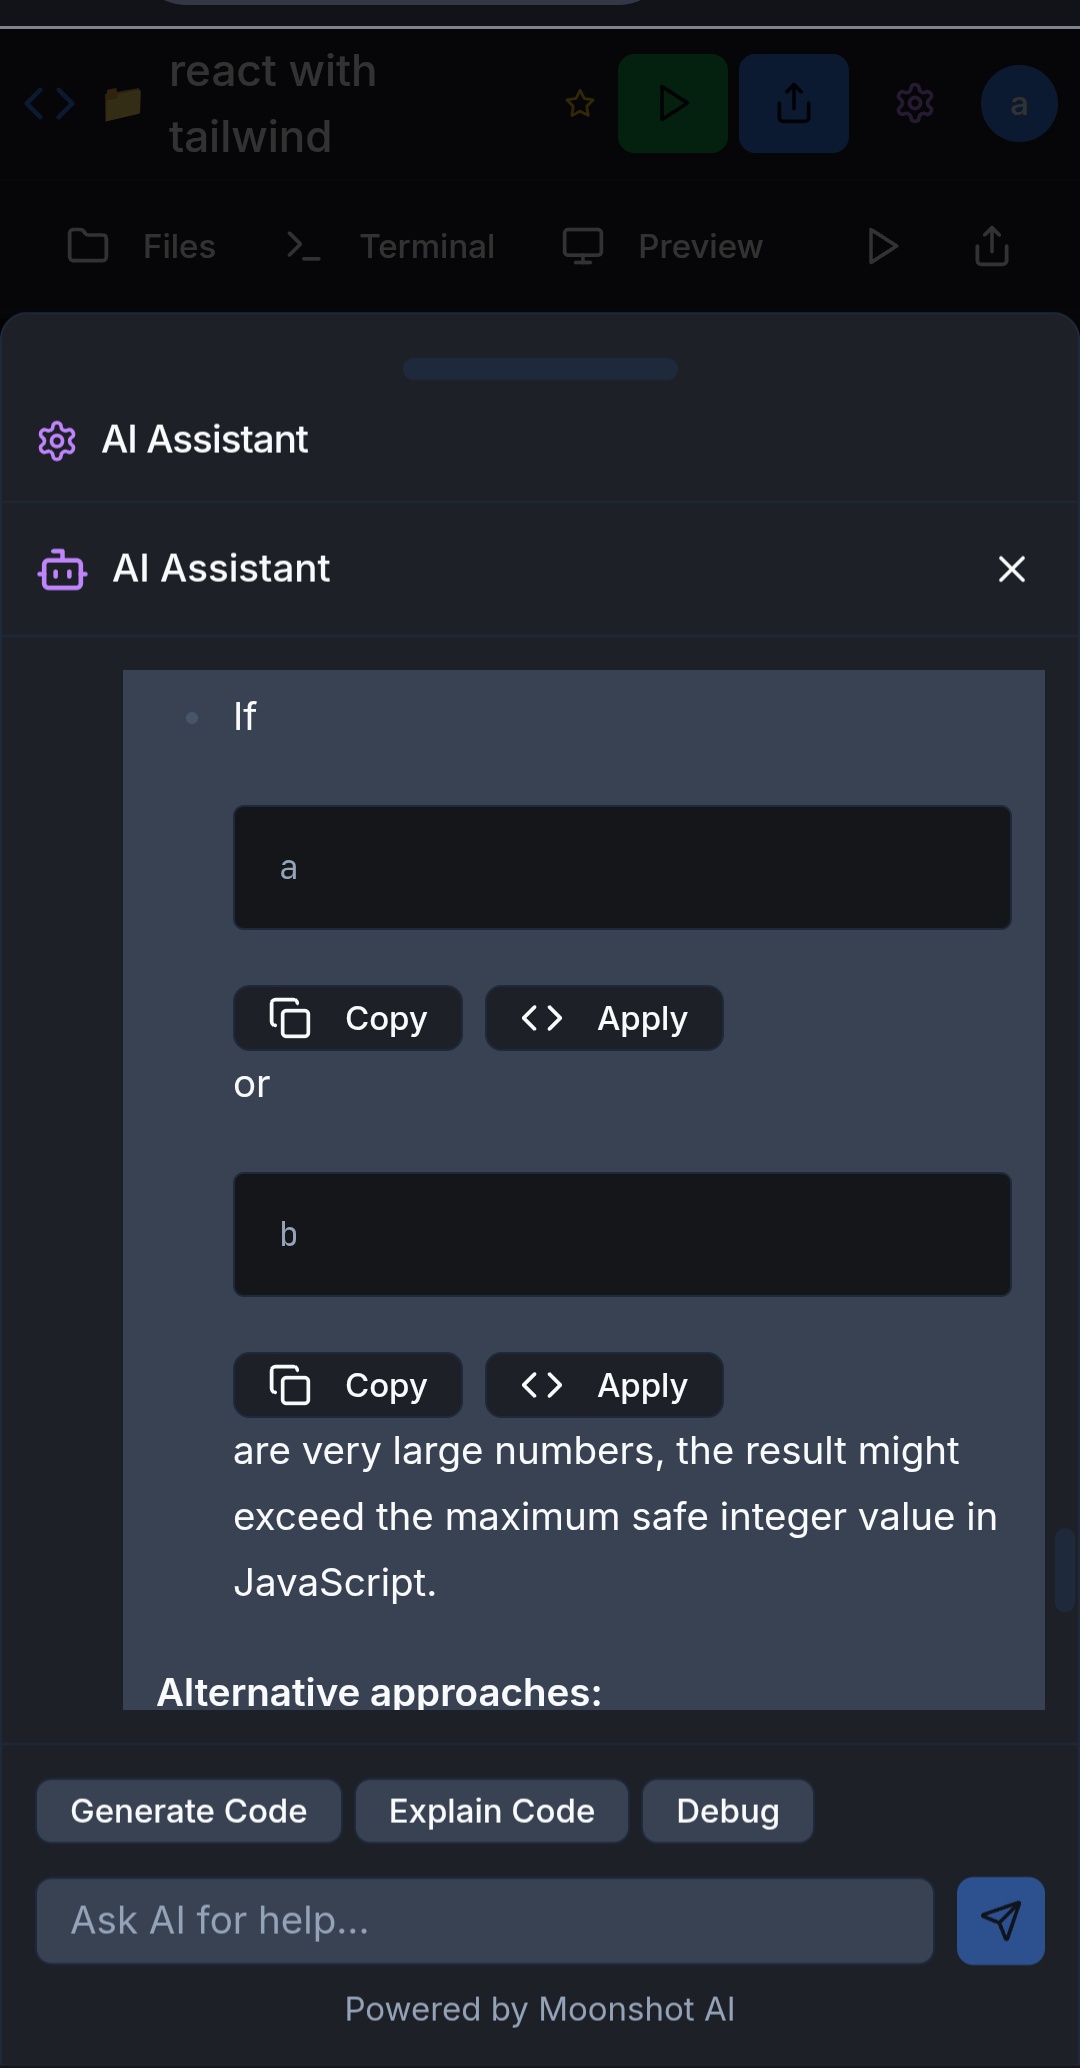 react with
tailwind
a
Files
Terminal
Preview
AI Assistant
AI Assistant
If
a
Copy
Apply
or
b
Copy
Apply
are very large numbers, the result might
exceed the maximum safe integer value in
JavaScript.
Alternative approaches:
Generate Code
Explain Code
Debug
Ask AI for help...
Powered by Moonshot AI